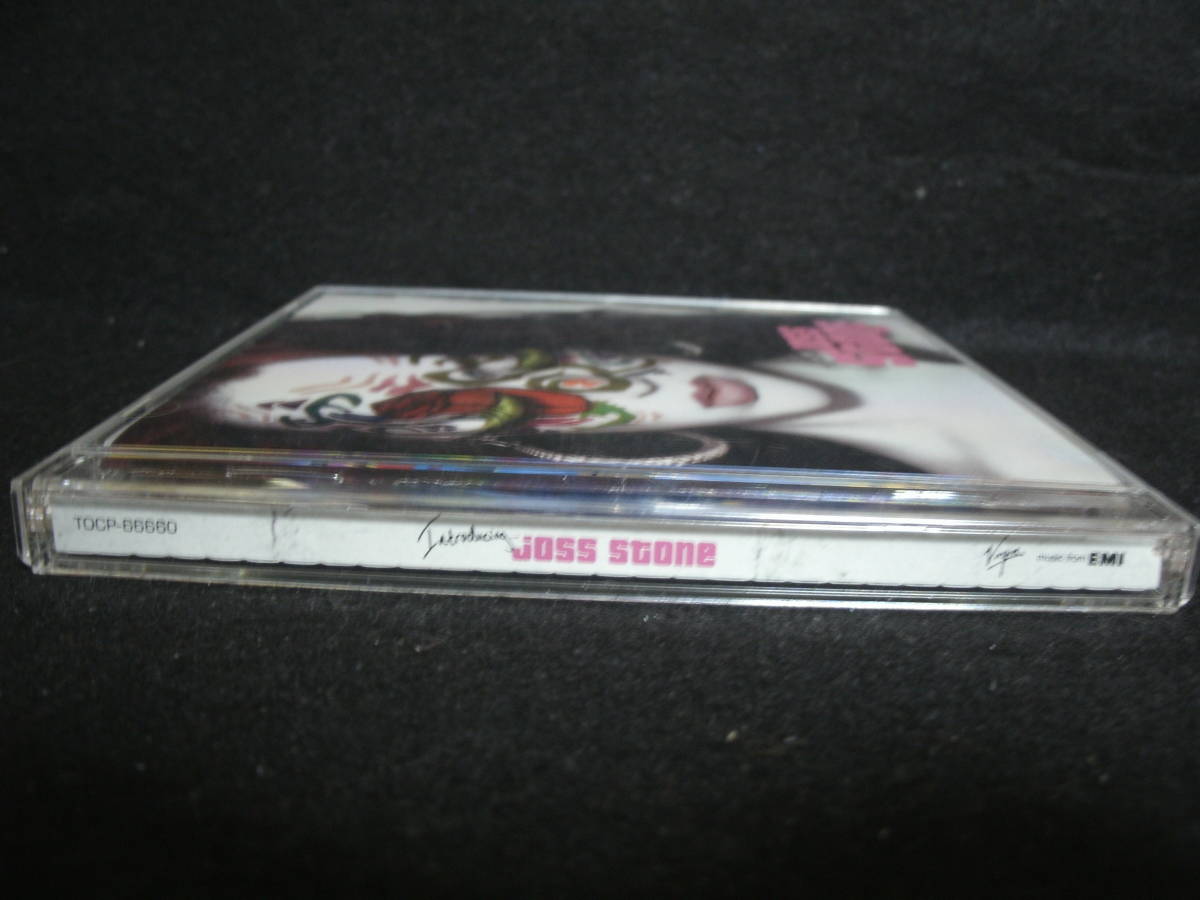 TOCP-66660 Introducing JOSS STONE Virgin music from EMI